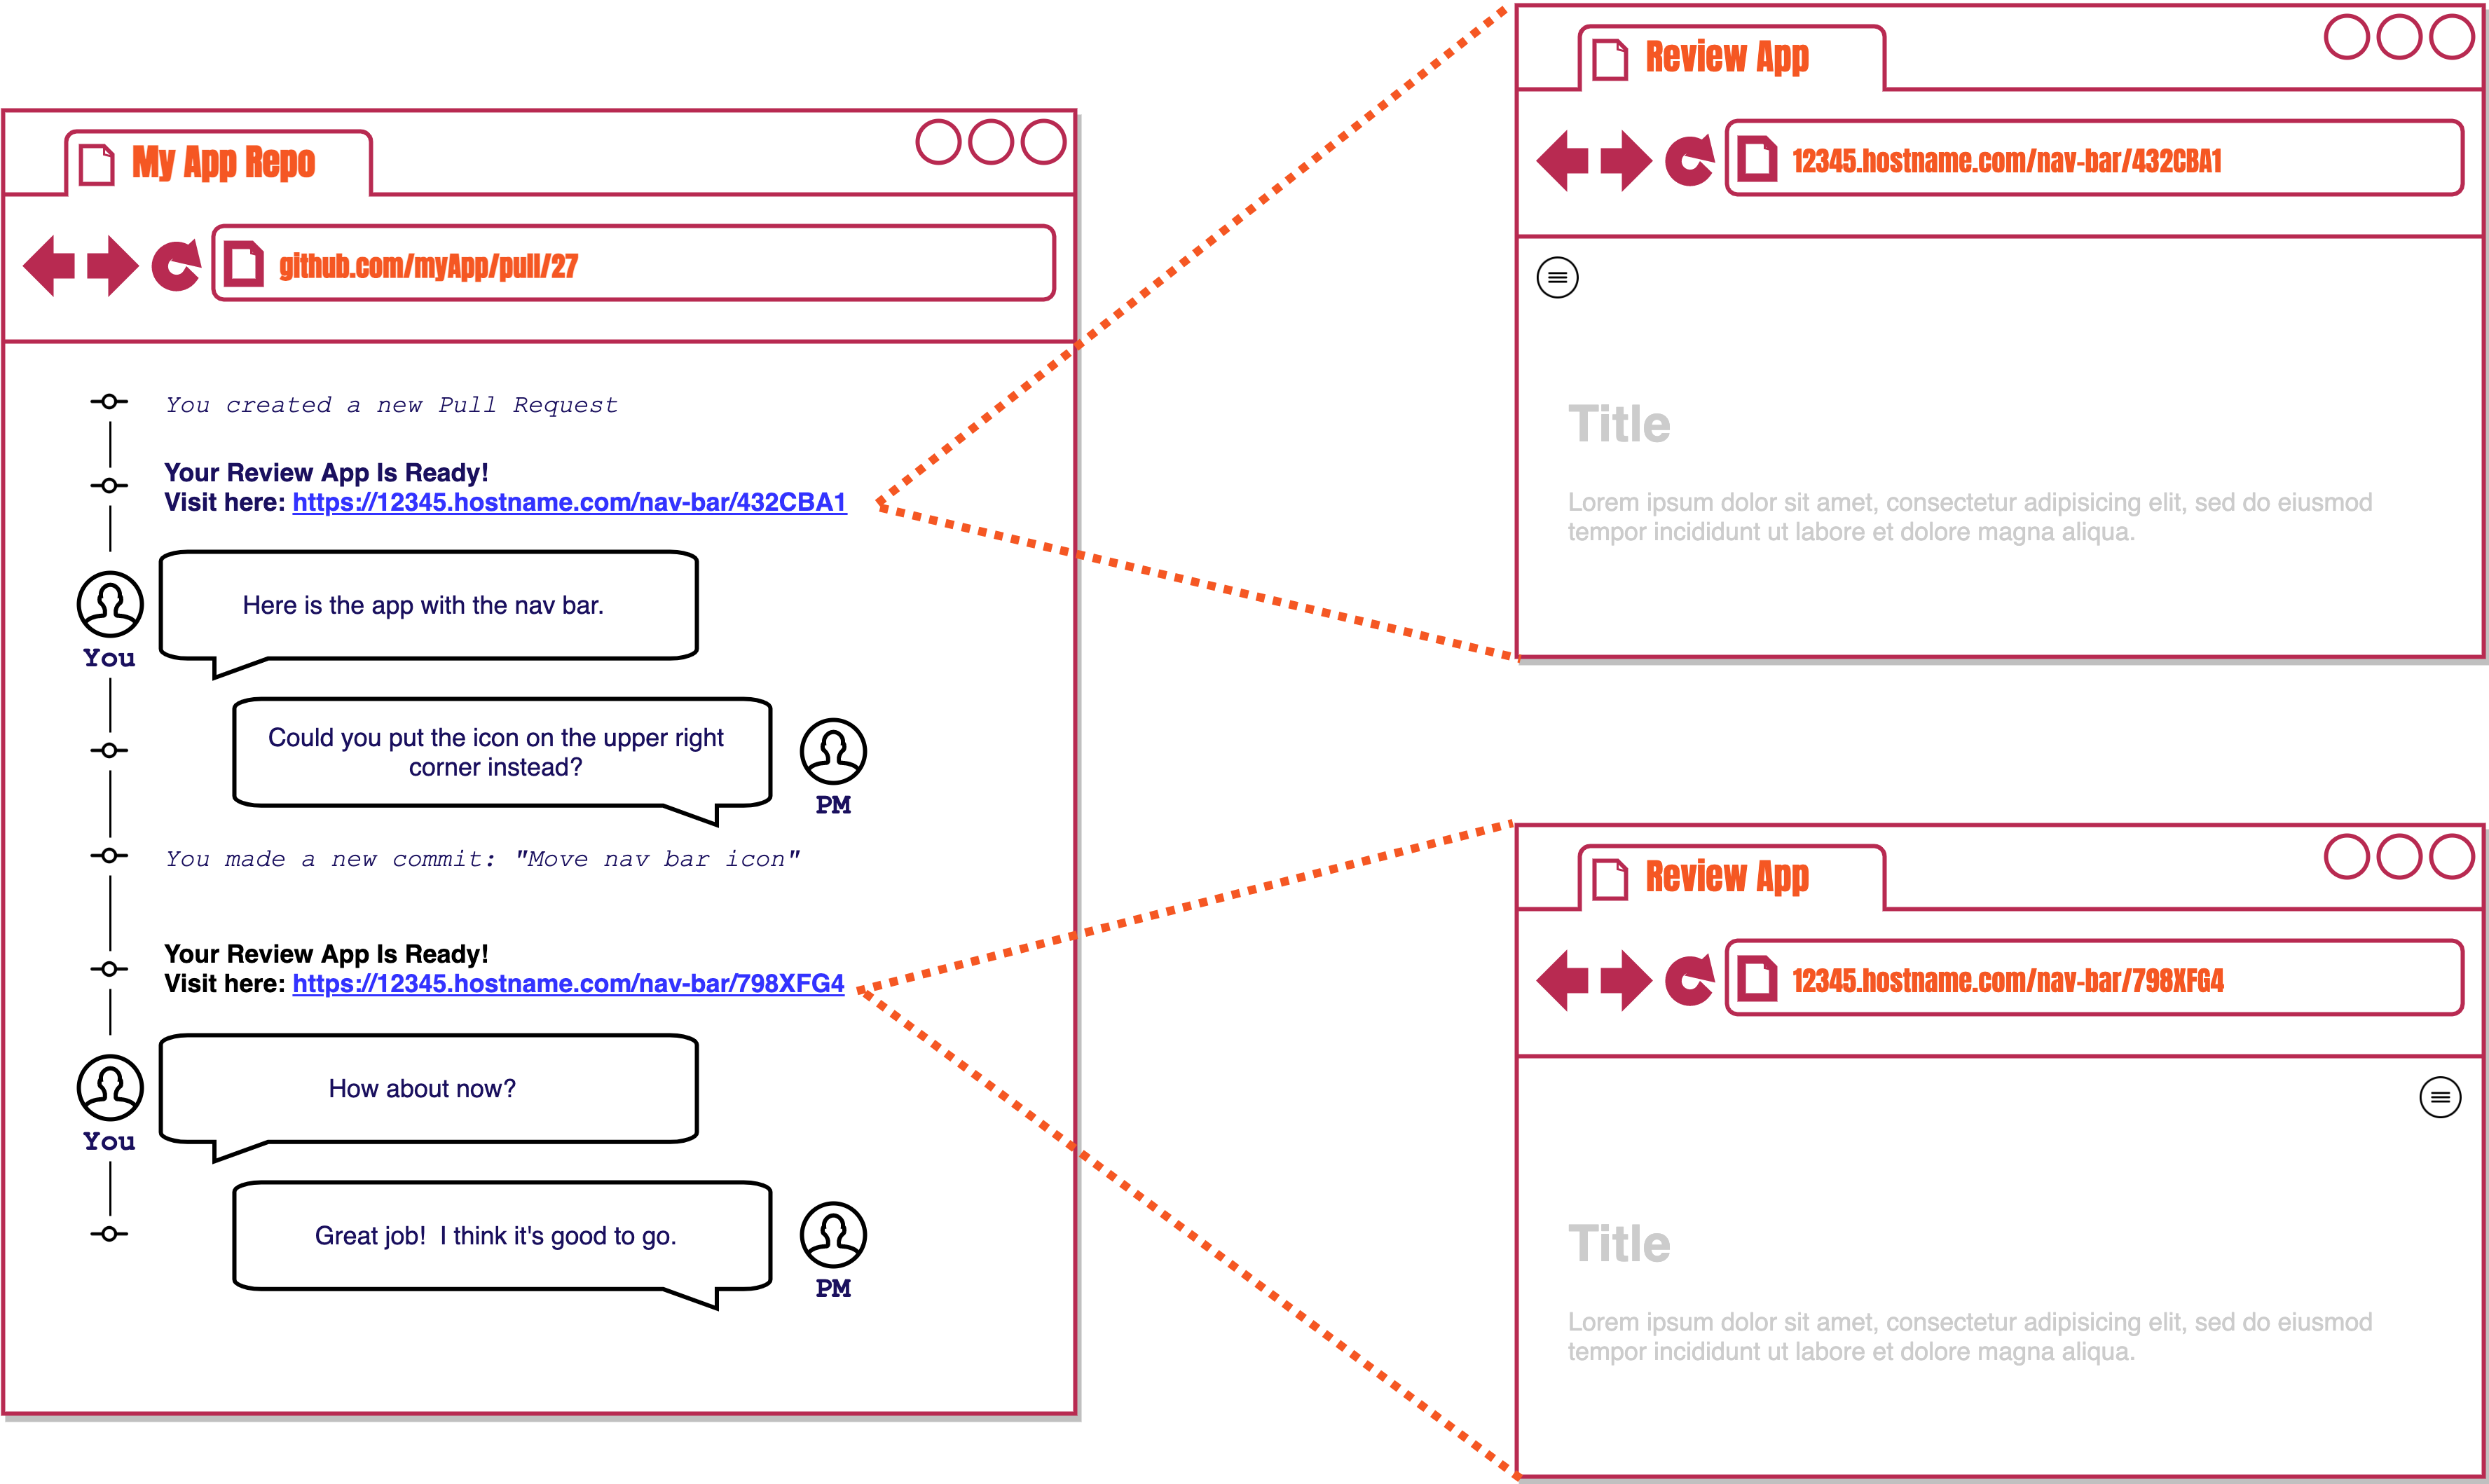 My App Repo
github.com/myApp/pull/27
You created a new Pull Request
Your Review App Is Ready!
Visit here: https://12345.hostname.com/nav-bar/432CBA1
Here is the app with the nav bar.
You
Could you put the icon on the upper right
corner instead?
PM
You made a new commit: "Move nav bar icon"
Your Review App Is Ready!
Visit here: https://12345.hostname.com/nav-bar/798XFG4
How about now?
You
Great job!  I think it's good to go.
PM
Review App
12345.hostname.com/nav-bar/432CBA1
Title
Lorem ipsum dolor sit amet, consectetur adipisicing elit, sed do eiusmod
tempor incididunt ut labore et dolore magna aliqua.
Review App
12345.hostname.com/nav-bar/798XFG4
Title
Lorem ipsum dolor sit amet, consectetur adipisicing elit, sed do eiusmod
tempor incididunt ut labore et dolore magna aliqua.